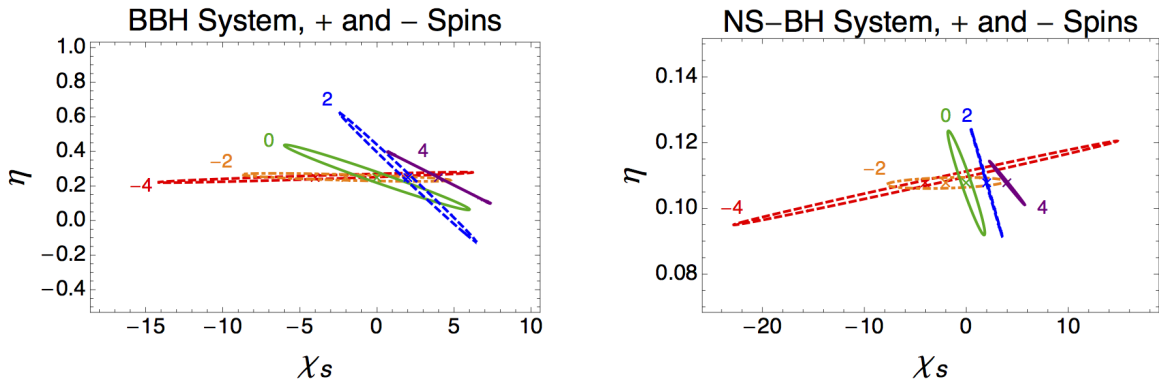 BBH System, + and − Spins
1.0
0.8
0.6
0.4
0.2
0.0
−0.2
−0.4
η
2
0
4
−2
−4
−15 −10 −5 0 5 10
χs
NS−BH System, + and − Spins
0.14
0.12
0.10
0.08
η
0 2
−2
4
−4
−20 −10 0 10
χs